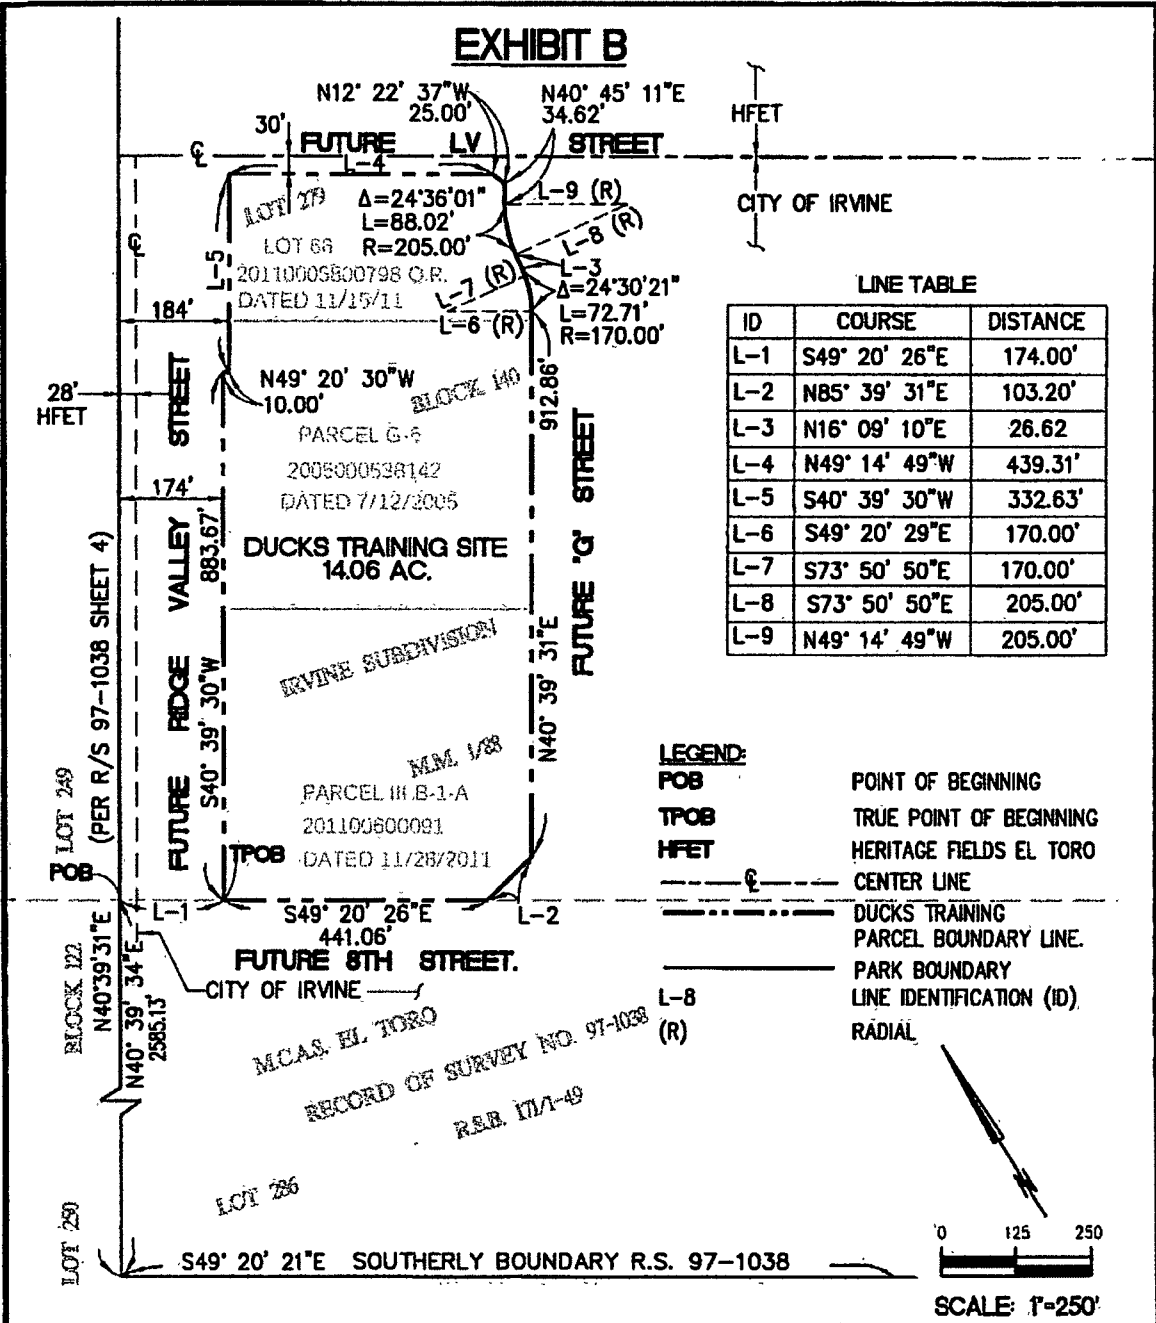 EXHIBIT B
N12° 22' 37"W
25.00'
N40° 45' 11"E
34.62'
HFET
30'
FUTURE LV STREET
L-4
CITY OF IRVINE
LOT 279
Δ=24°36'01"
L=88.02'
R=205.00'
L-9 (R)
L-8 (R)
L-3
LOT 68
20110005800798 O.R.
DATED 11/15/11
L-5
L-7 (R)
L-6 (R)
Δ=24°30'21"
L=72.71'
R=170.00'
184'
28'
HFET
N49° 20' 30"W
10.00'
BLOCK 140
912.86'
PARCEL G-6
2005000538142
DATED 7/12/2005
174'
DUCKS TRAINING SITE
14.06 AC.
FUTURE RIDGE VALLEY STREET
S40° 39' 30"W
883.67'
FUTURE "G" STREET
N40° 39' 31"E
IRVINE SUBDIVISION
M.M. 1/88
PARCEL III.B-1-A
201100600091
DATED 11/28/2011
LOT 249
(PER R/S 97-1038 SHEET 4)
POB
TPOB
L-1
S49° 20' 26"E
441.06'
L-2
FUTURE 8TH STREET.
CITY OF IRVINE
BLOCK 122
N40°39'31"E
N40° 39' 34"E
2585.13'
M.C.A.S. EL TORO
RECORD OF SURVEY NO. 97-1038
R.S.B. 171/1-49
LOT 286
LOT 250
S49° 20' 21"E SOUTHERLY BOUNDARY R.S. 97-1038
LINE TABLE
ID COURSE DISTANCE
L-1 S49° 20' 26"E 174.00'
L-2 N85° 39' 31"E 103.20'
L-3 N16° 09' 10"E 26.62
L-4 N49° 14' 49"W 439.31'
L-5 S40° 39' 30"W 332.63'
L-6 S49° 20' 29"E 170.00'
L-7 S73° 50' 50"E 170.00'
L-8 S73° 50' 50"E 205.00'
L-9 N49° 14' 49"W 205.00'
LEGEND:
POB POINT OF BEGINNING
TPOB TRUE POINT OF BEGINNING
HFET HERITAGE FIELDS EL TORO
CENTER LINE
DUCKS TRAINING
PARCEL BOUNDARY LINE.
PARK BOUNDARY
L-8 LINE IDENTIFICATION (ID)
(R) RADIAL
N
0 125 250
SCALE: 1"=250'